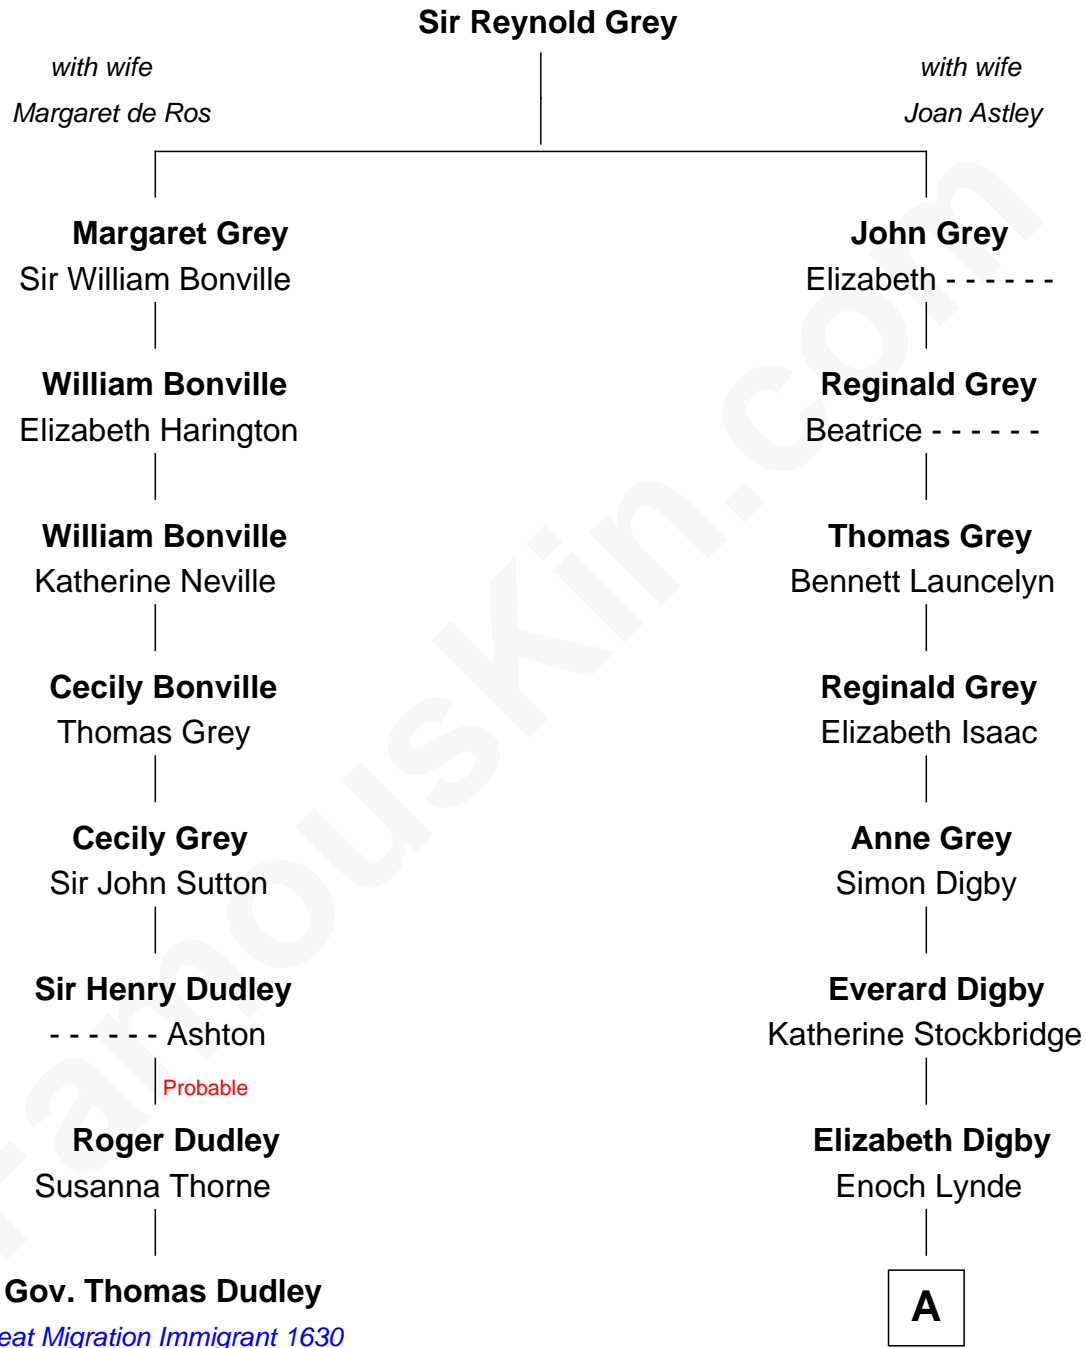 Sir Reynold Grey
with wife
Margaret de Ros
with wife
Joan Astley
Margaret Grey
Sir William Bonville
John Grey
Elizabeth - - - - - -
William Bonville
Elizabeth Harington
Reginald Grey
Beatrice - - - - - -
William Bonville
Katherine Neville
Thomas Grey
Bennett Launcelyn
Cecily Bonville
Thomas Grey
Reginald Grey
Elizabeth Isaac
Cecily Grey
Sir John Sutton
Anne Grey
Simon Digby
Sir Henry Dudley
- - - - - - Ashton
Everard Digby
Katherine Stockbridge
Probable
Roger Dudley
Susanna Thorne
Elizabeth Digby
Enoch Lynde
Gov. Thomas Dudley
eat Migration Immigrant 1630
A
FamousKin.com